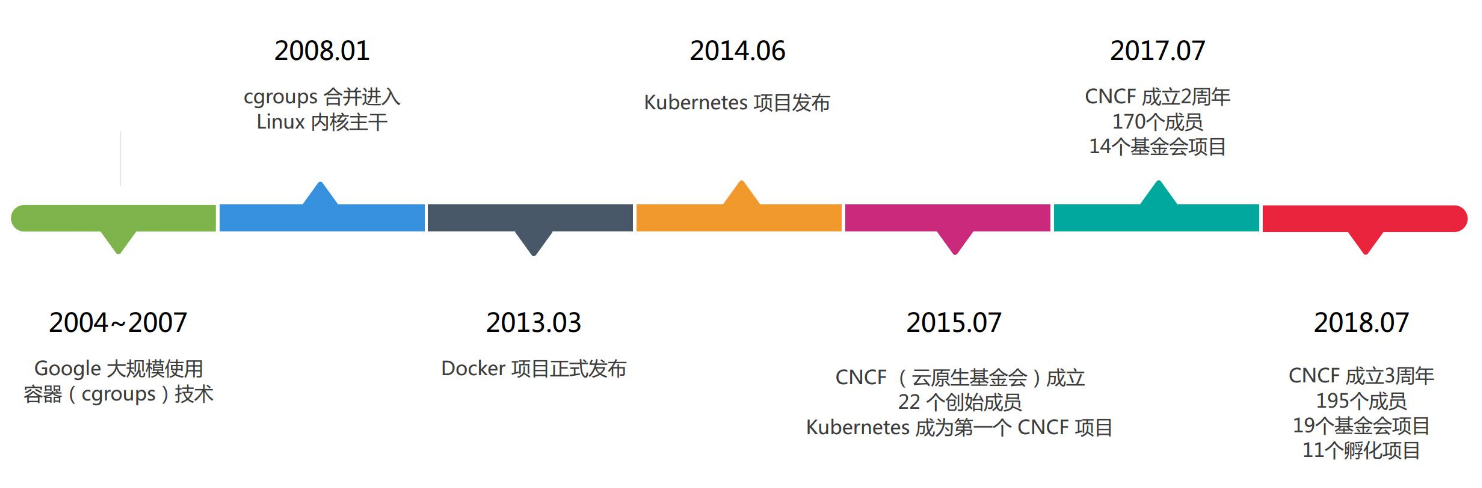 2004~2007
Google 大规模使用
容器（cgroups）技术
2008.01
cgroups 合并进入
Linux 内核主干
2013.03
Docker 项目正式发布
2014.06
Kubernetes 项目发布
2015.07
CNCF （云原生基金会）成立
22 个创始成员
Kubernetes 成为第一个 CNCF 项目
2017.07
CNCF 成立2周年
170个成员
14个基金会项目
2018.07
CNCF 成立3周年
195个成员
19个基金会项目
11个孵化项目